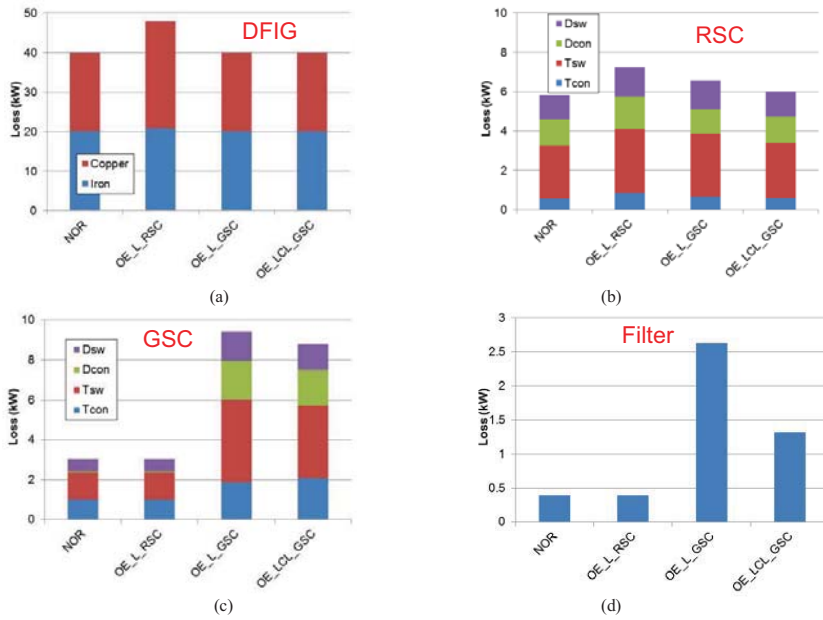 DFIG
Loss (kW)
50
40
30
20
10
0
Copper
Iron
NOR
OE_L_RSC
OE_L_GSC
OE_LCL_GSC
(a)
RSC
Loss (kW)
10
8
6
4
2
0
Dsw
Dcon
Tsw
Tcon
NOR
OE_L_RSC
OE_L_GSC
OE_LCL_GSC
(b)
GSC
Loss (kW)
10
8
6
4
2
0
Dsw
Dcon
Tsw
Tcon
NOR
OE_L_RSC
OE_L_GSC
OE_LCL_GSC
(c)
Filter
Loss (kW)
3
2.5
2
1.5
1
0.5
0
NOR
OE_L_RSC
OE_L_GSC
OE_LCL_GSC
(d)